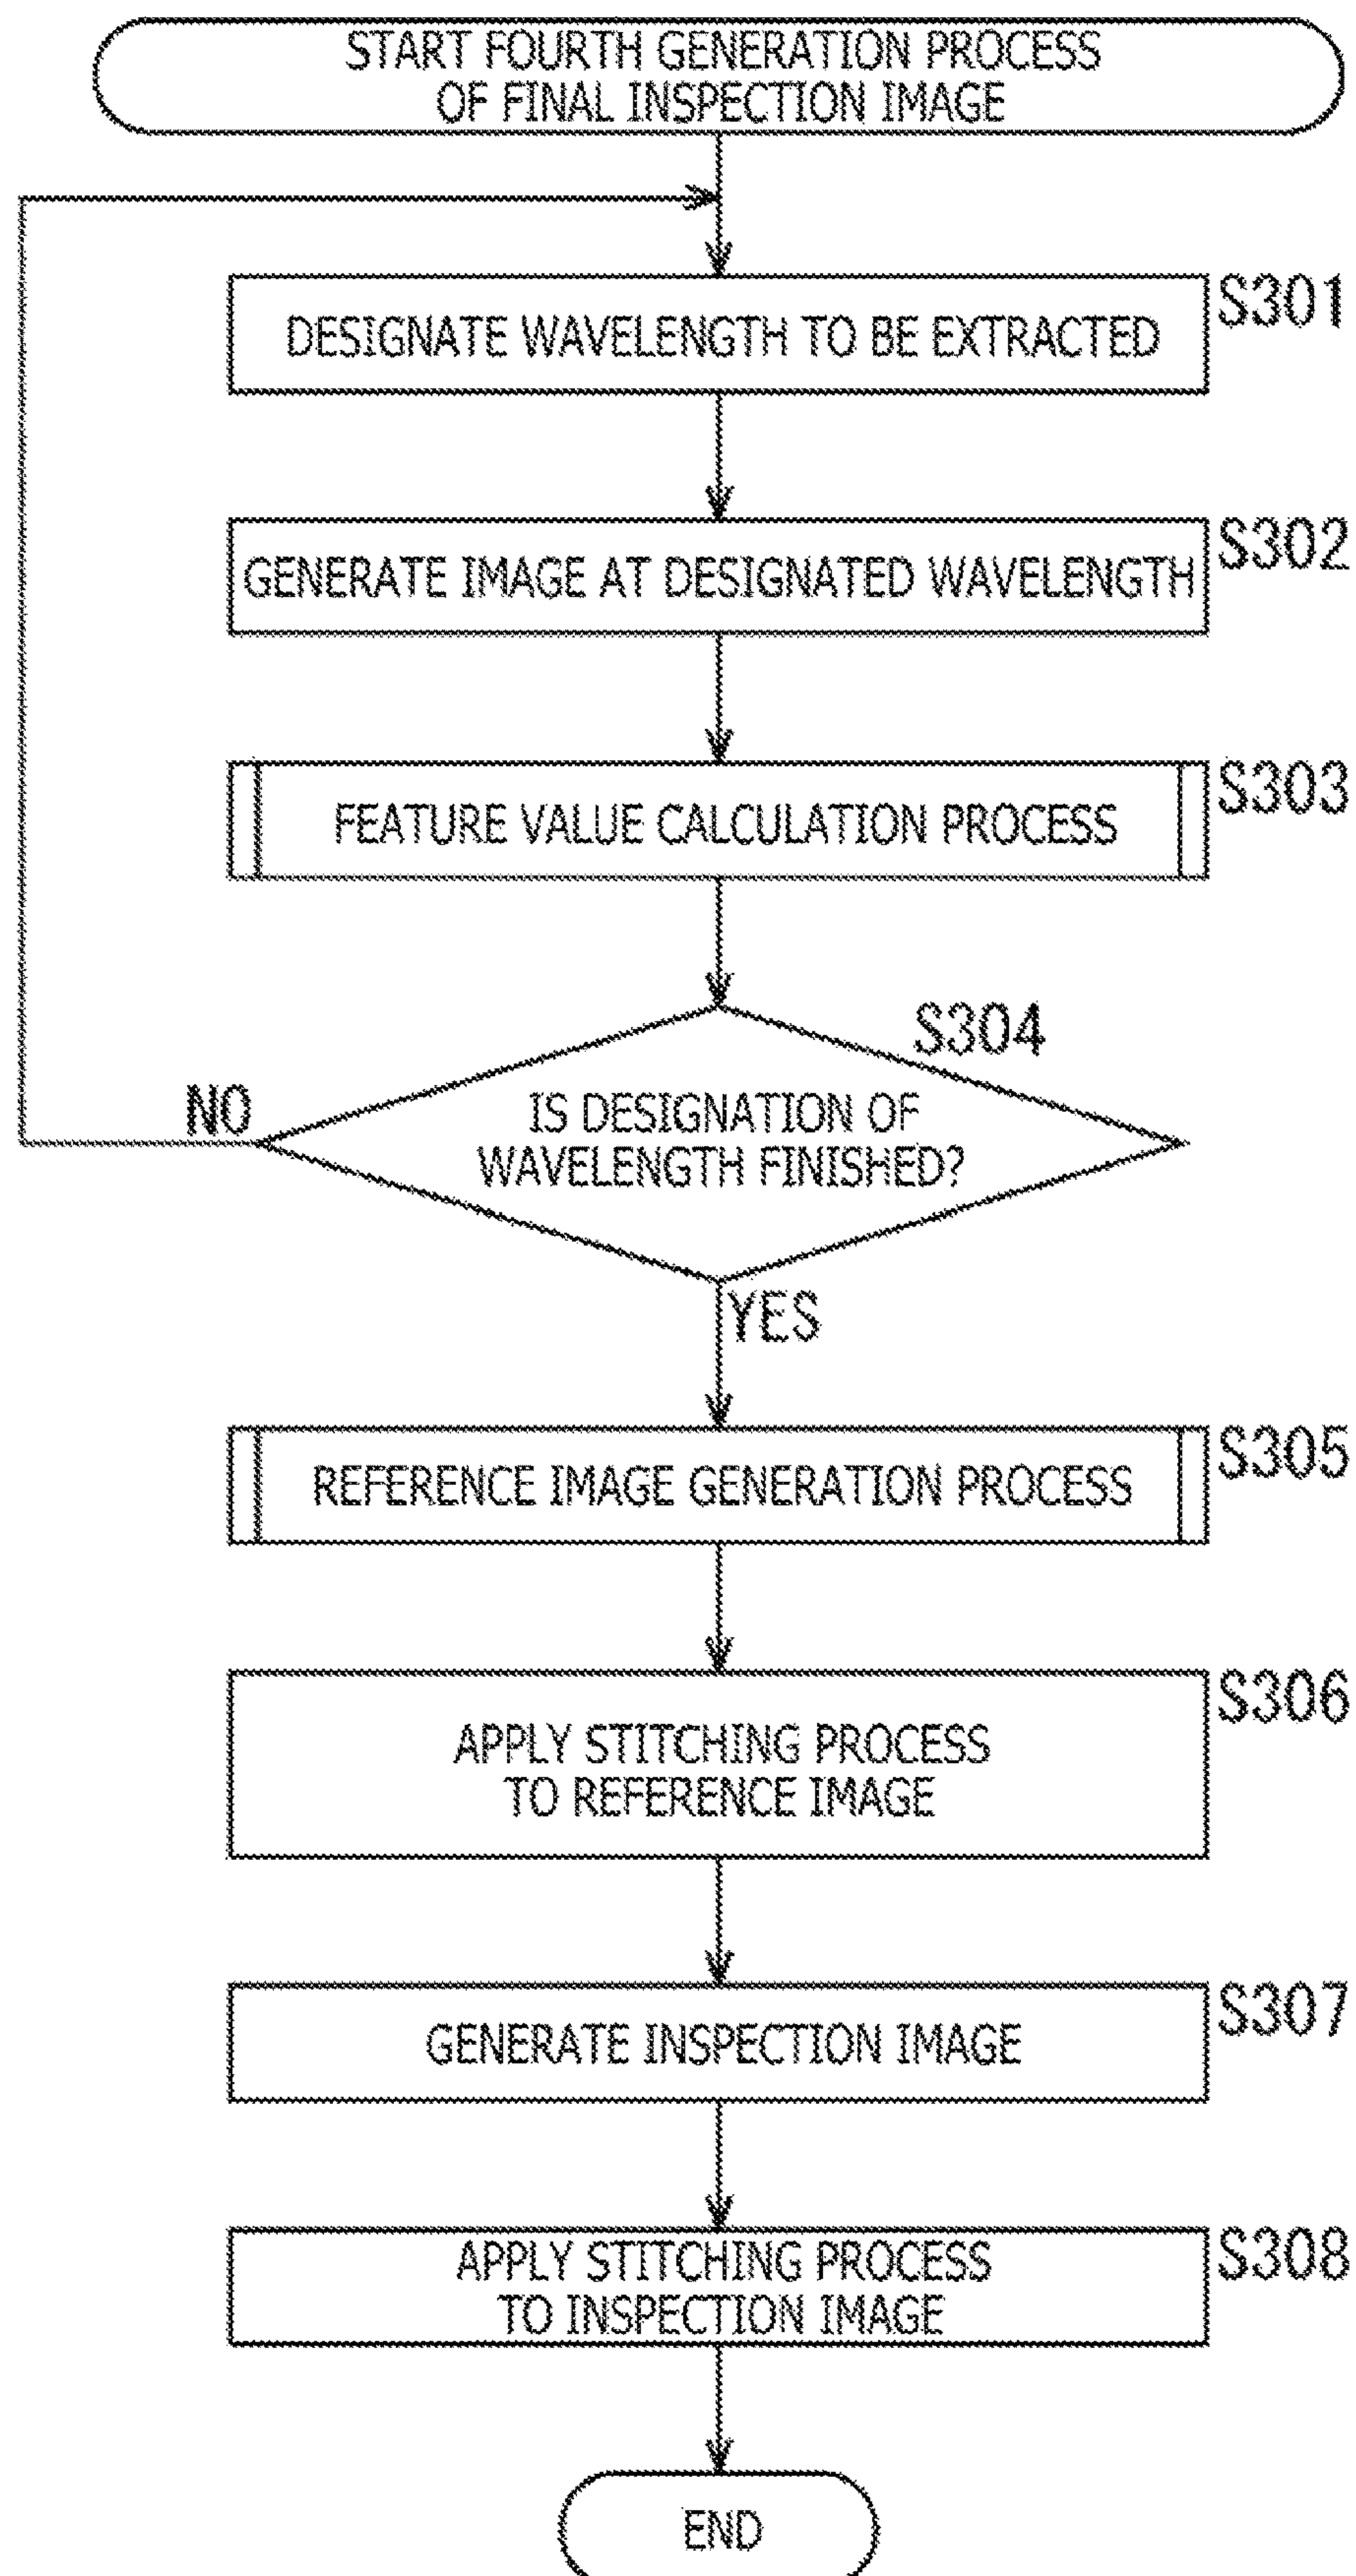 START FOURTH GENERATION PROCESS
OF FINAL INSPECTION IMAGE
S301
DESIGNATE WAVELENGTH TO BE EXTRACTED
S302
GENERATE IMAGE AT DESIGNATED WAVELENGTH
S303
FEATURE VALUE CALCULATION PROCESS
S304
NO
IS DESIGNATION OF
WAVELENGTH FINISHED?
YES
S305
REFERENCE IMAGE GENERATION PROCESS
S306
APPLY STITCHING PROCESS
TO REFERENCE IMAGE
S307
GENERATE INSPECTION IMAGE
S308
APPLY STITCHING PROCESS
TO INSPECTION IMAGE
END